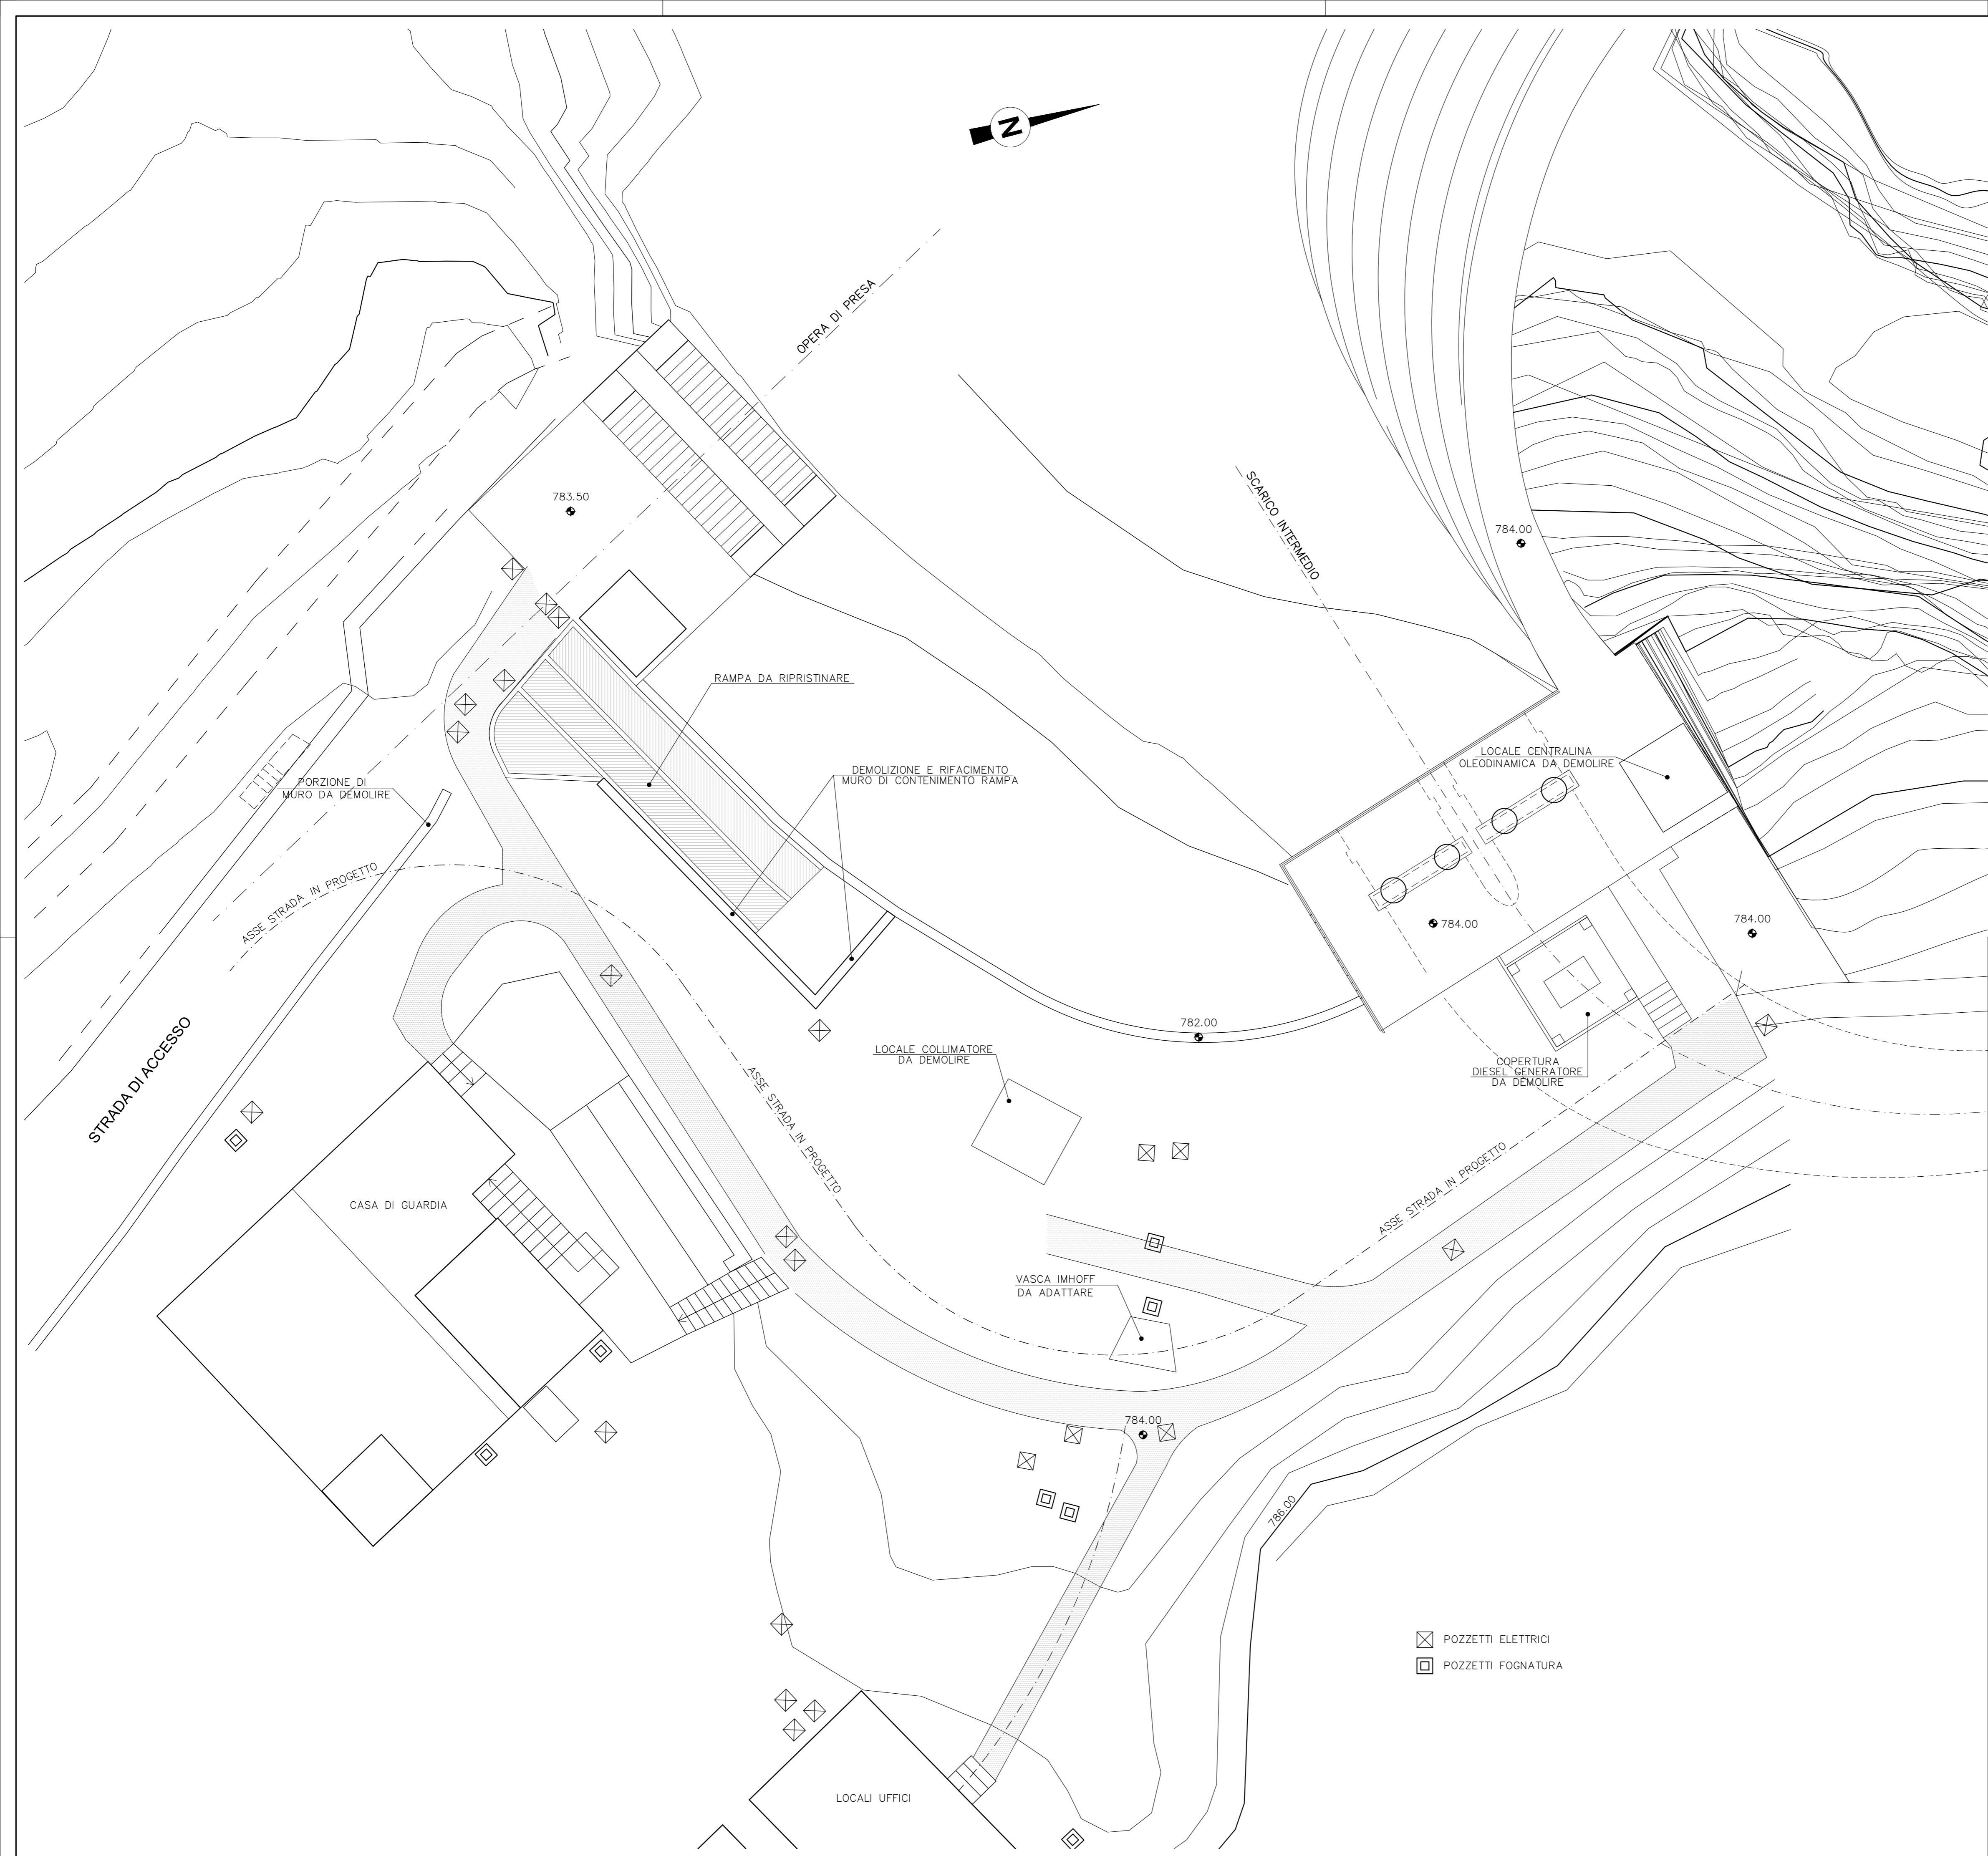 N
OPERA DI PRESA
SCARICO INTERMEDIO
783.50
784.00
RAMPA DA RIPRISTINARE
LOCALE CENTRALINA
OLEODINAMICA DA DEMOLIRE
DEMOLIZIONE E RIFACIMENTO
MURO DI CONTENIMENTO RAMPA
PORZIONE DI
MURO DA DEMOLIRE
ASSE STRADA IN PROGETTO
784.00
784.00
STRADA DI ACCESSO
782.00
LOCALE COLLIMATORE
DA DEMOLIRE
COPERTURA
DIESEL GENERATORE
DA DEMOLIRE
ASSE STRADA IN PROGETTO
ASSE STRADA IN PROGETTO
CASA DI GUARDIA
VASCA IMHOFF
DA ADATTARE
784.00
786.00
POZZETTI ELETTRICI
POZZETTI FOGNATURA
LOCALI UFFICI